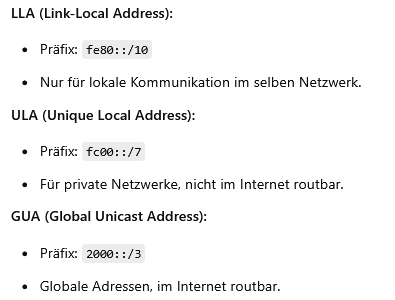 LLA (Link-Local Address):
• Präfix: fe80::/10
• Nur für lokale Kommunikation im selben Netzwerk.
ULA (Unique Local Address):
• Präfix: fc00::/7
• Für private Netzwerke, nicht im Internet routbar.
GUA (Global Unicast Address):
• Präfix: 2000::/3
• Globale Adressen, im Internet routbar.